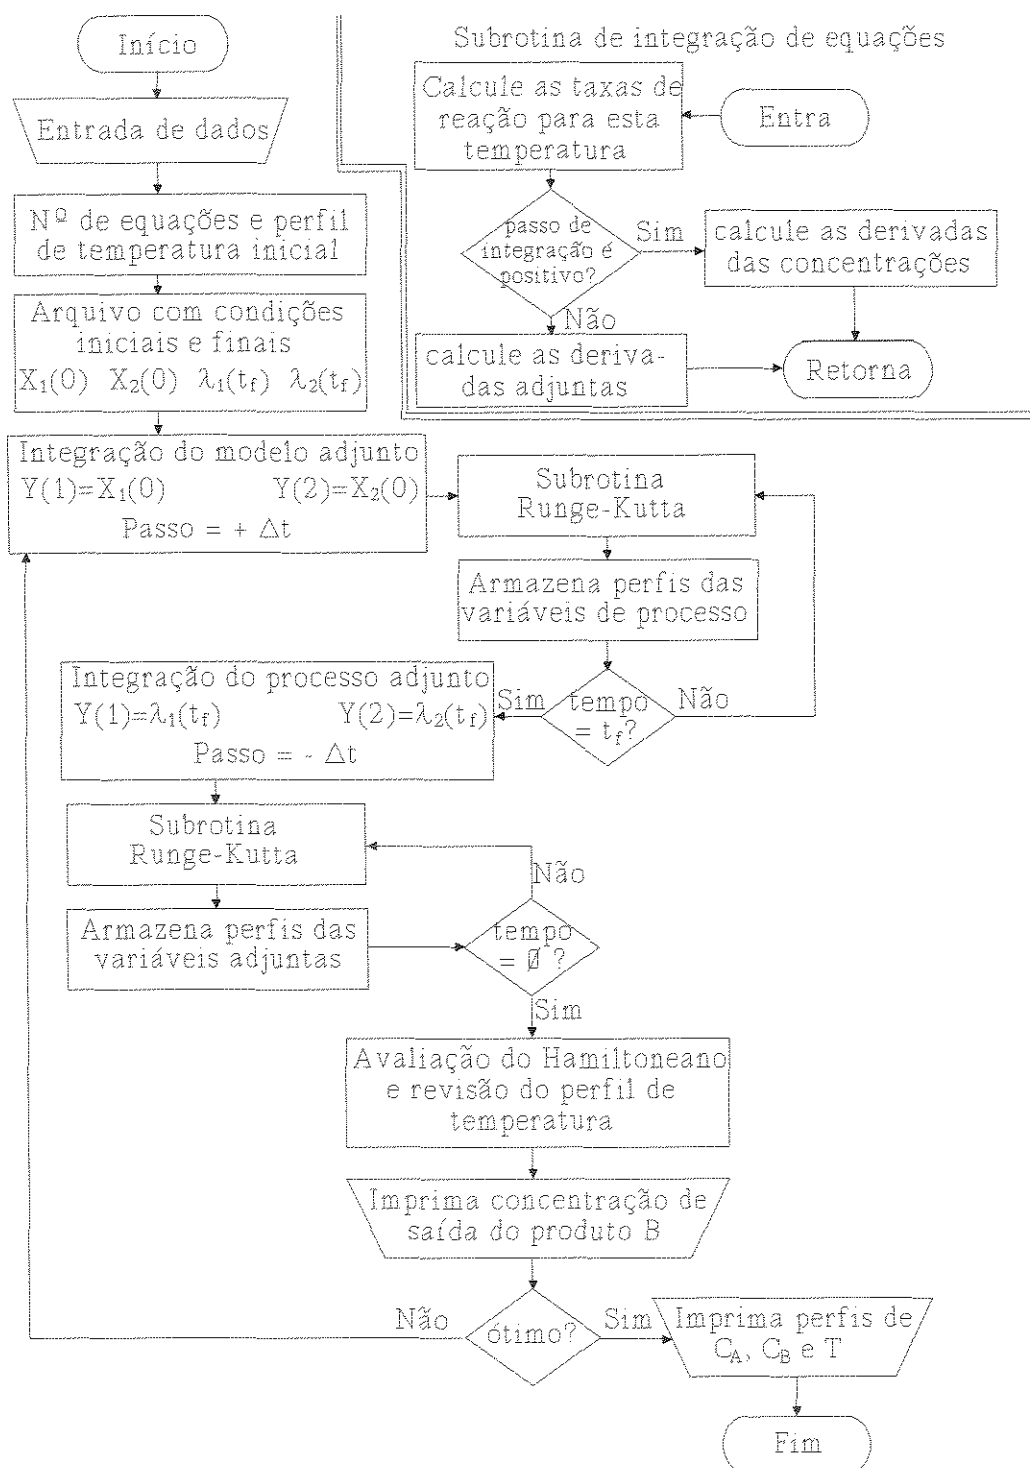 Início
Entrada de dados
Nº de equações e perfil
de temperatura inicial
Arquivo com condições
iniciais e finais
X₁(0) X₂(0) λ₁(t_f) λ₂(t_f)
Integração do modelo adjunto
Y(1)=X₁(0) Y(2)=X₂(0)
Passo = + △t
Subrotina de integração de equações
Calcule as taxas de
reação para esta
temperatura
Entra
passo de
integração é
positivo?
Sim
calcule as derivadas
das concentrações
Não
calcule as deriva-
das adjuntas
Retorna
Subrotina
Runge-Kutta
Armazena perfis das
variáveis de processo
tempo
= t_f?
Sim
Não
Integração do processo adjunto
Y(1)=λ₁(t_f) Y(2)=λ₂(t_f)
Passo = - △t
Subrotina
Runge-Kutta
Armazena perfis das
variáveis adjuntas
Não
tempo
= Ø ?
Sim
Avaliação do Hamiltoneano
e revisão do perfil de
temperatura
Imprima concentração de
saída do produto B
Não
ótimo?
Sim
Imprima perfis de
C_A, C_B e T
Fim